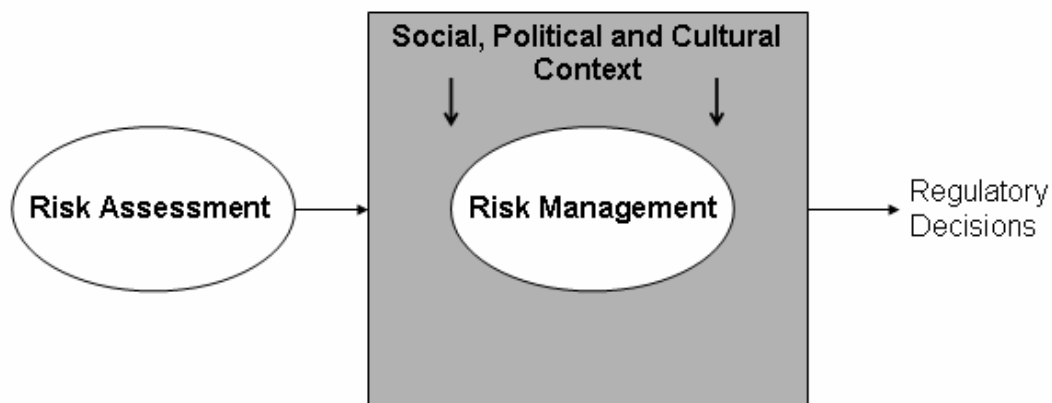 Social, Political and Cultural
Context
Risk Assessment
Risk Management
Regulatory
Decisions